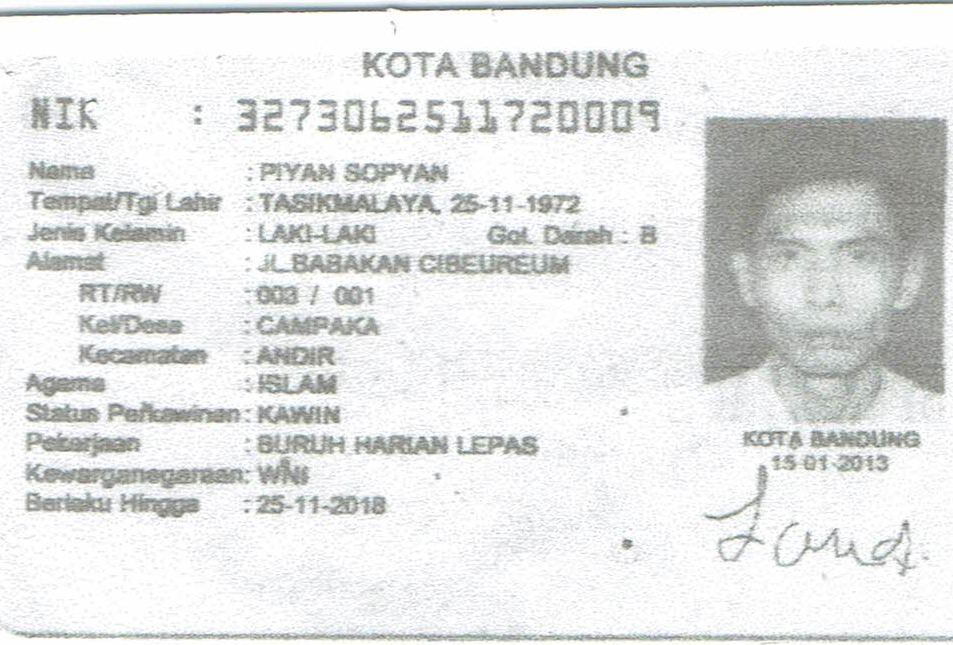 KOTA BANDUNG
NIK : 3273062511720009
Nama : PIYAN SOPYAN
Tempat/Tgl Lahir : TASIKMALAYA, 25-11-1972
Jenis Kelamin : LAKI-LAKI Gol. Darah : B
Alamat : JL.BABAKAN CIBEUREUM
RT/RW : 003 / 001
Kel/Desa : CAMPAKA
Kecamatan : ANDIR
Agama : ISLAM
Status Perkawinan: KAWIN
Pekerjaan : BURUH HARIAN LEPAS
Kewarganegaraan: WNI
Berlaku Hingga : 25-11-2018
KOTA BANDUNG
15-01-2013